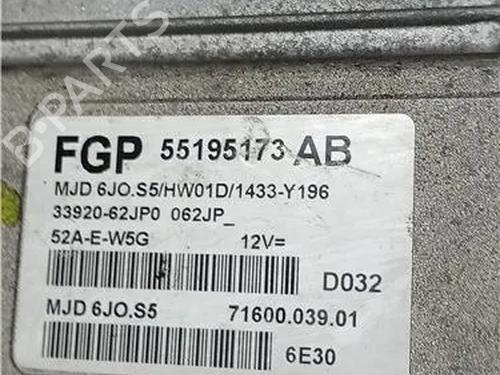 B-PARTS
FGP 55195173 AB
MJD 6JO.S5/HW01D/1433-Y196
33920-62JP0 062JP_
52A-E-W5G 12V=
D032
MJD 6JO.S5 71600.039.01
6E30